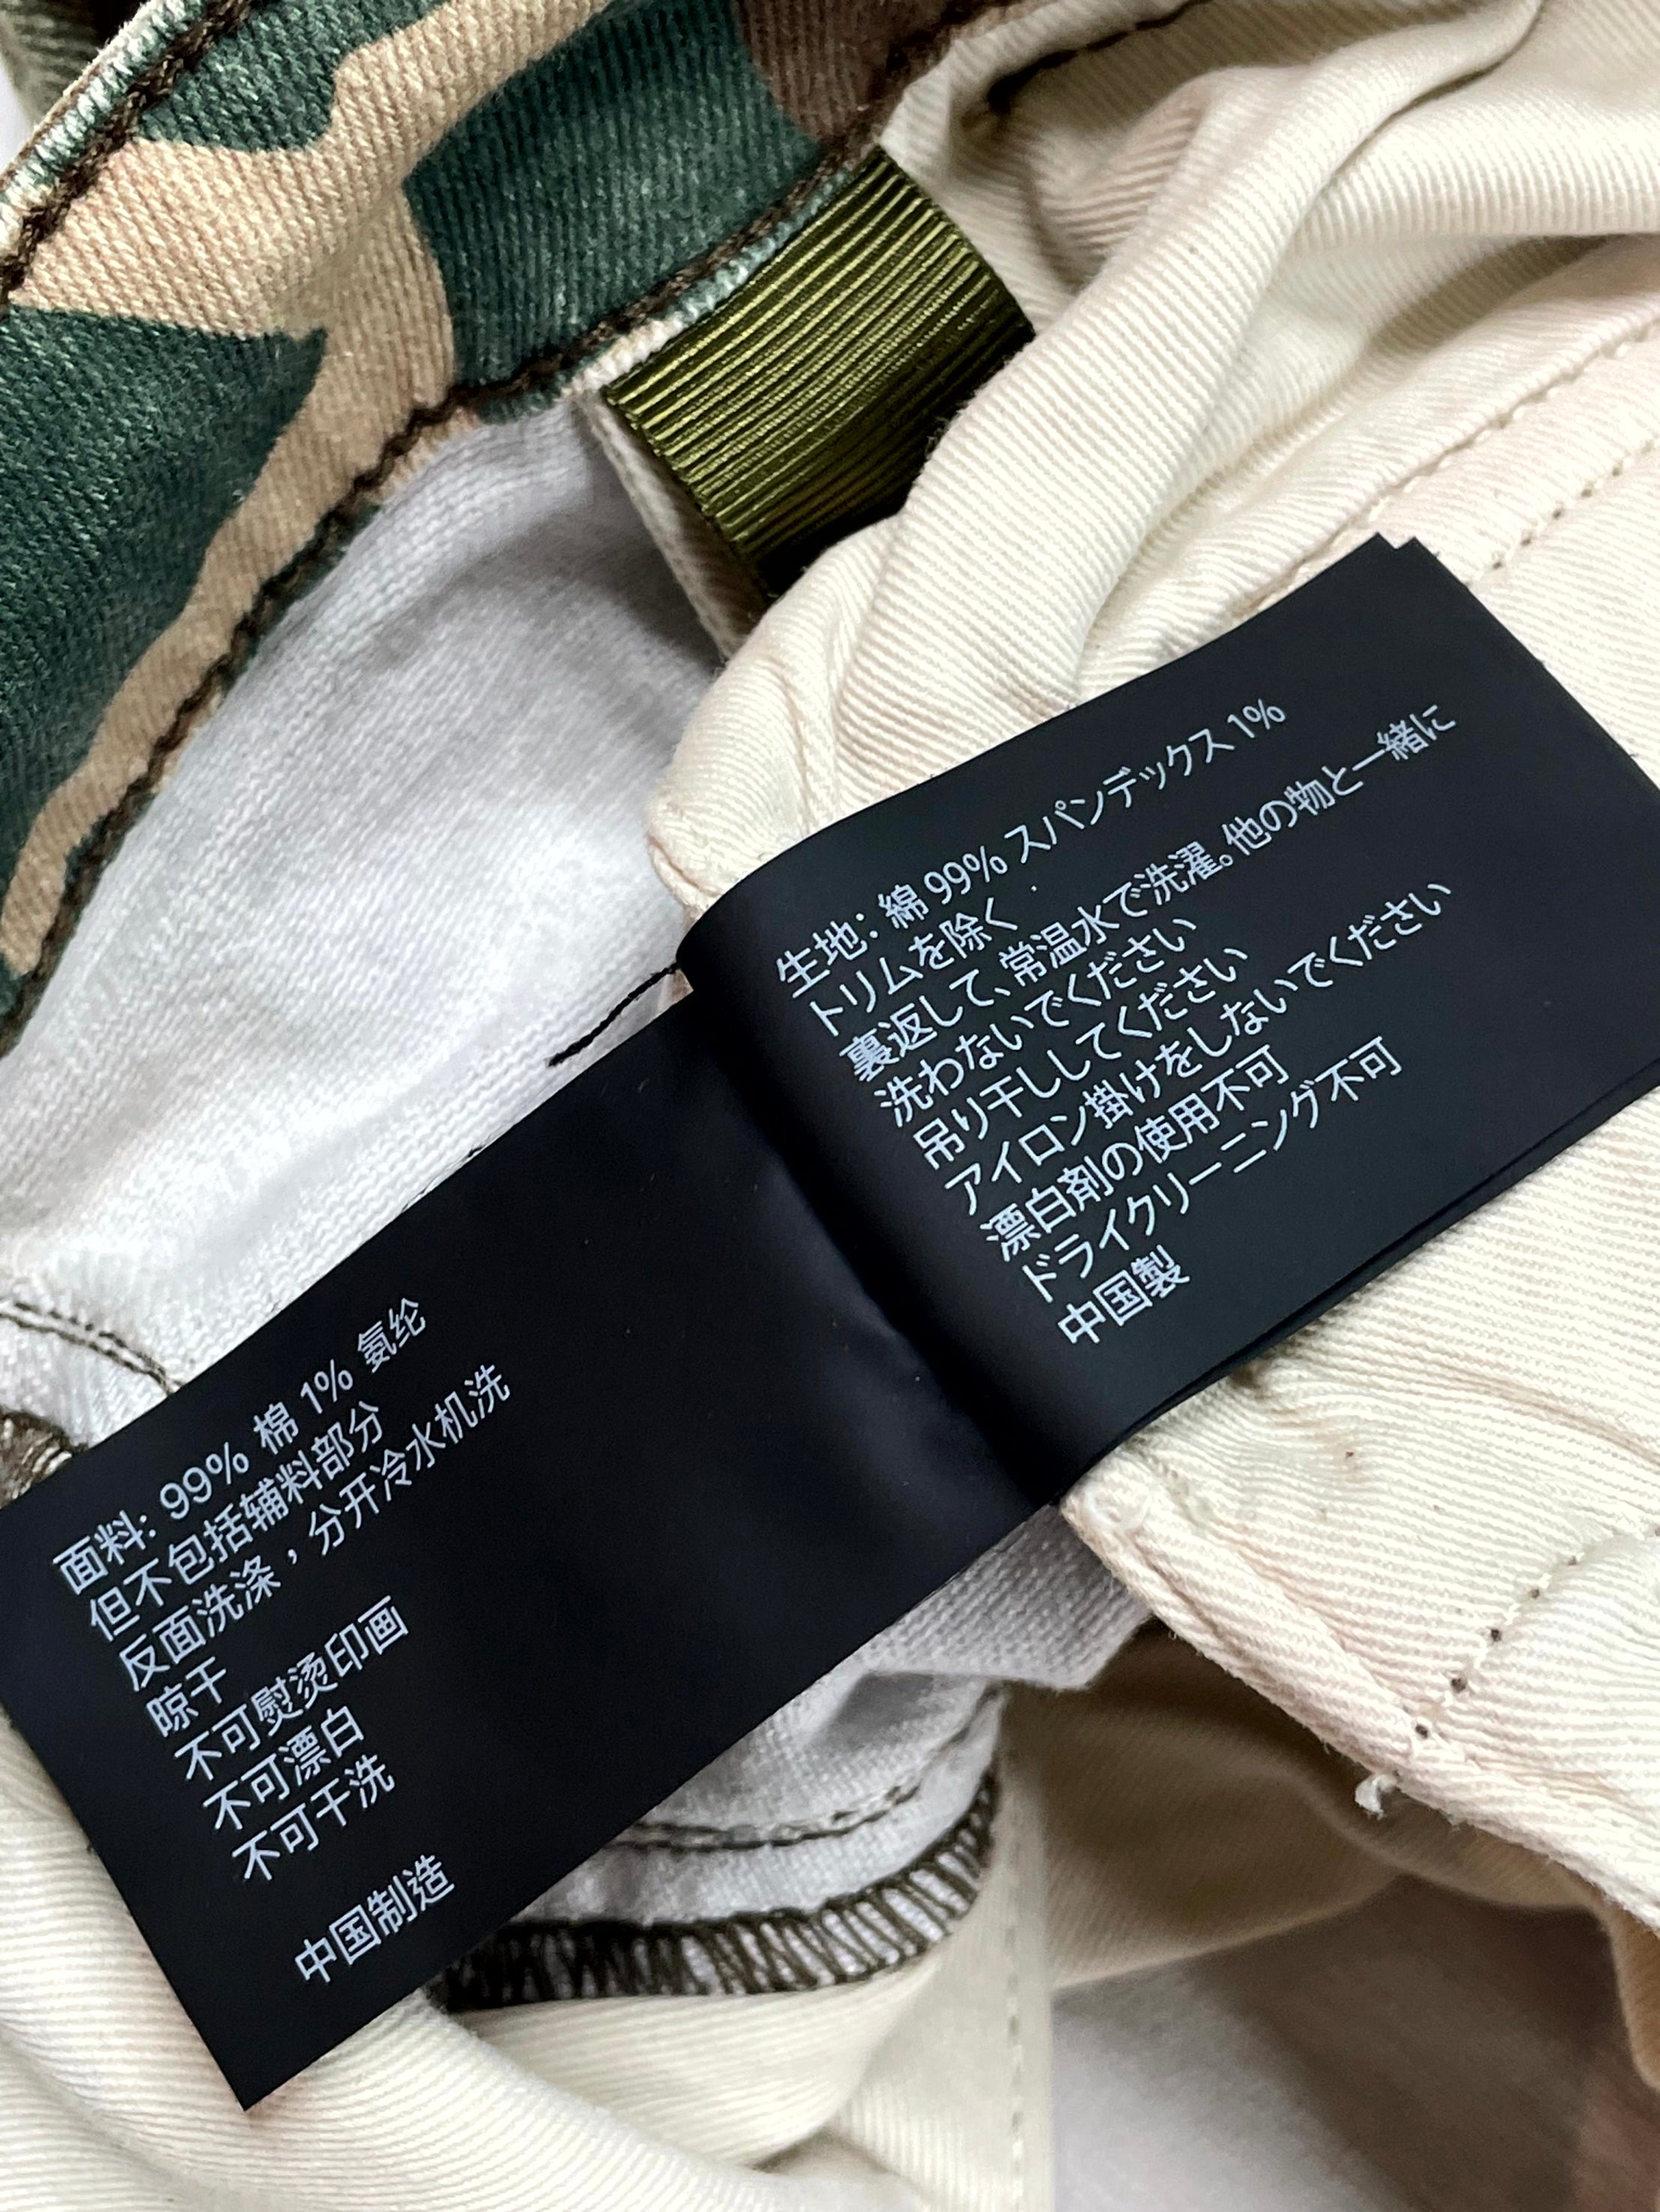 生地: 綿 99% スパンデックス 1%
トリムを除く
裏返して、常温水で洗濯。他の物と一緒に
洗わないでください
吊り干ししてください
アイロン掛けをしないでください
漂白剤の使用不可
ドライクリーニング不可
中国製
面料: 99% 棉 1% 氨纶
但不包括辅料部分
反面洗涤，分开冷水机洗
晾干
不可熨烫印画
不可漂白
不可干洗
中国制造